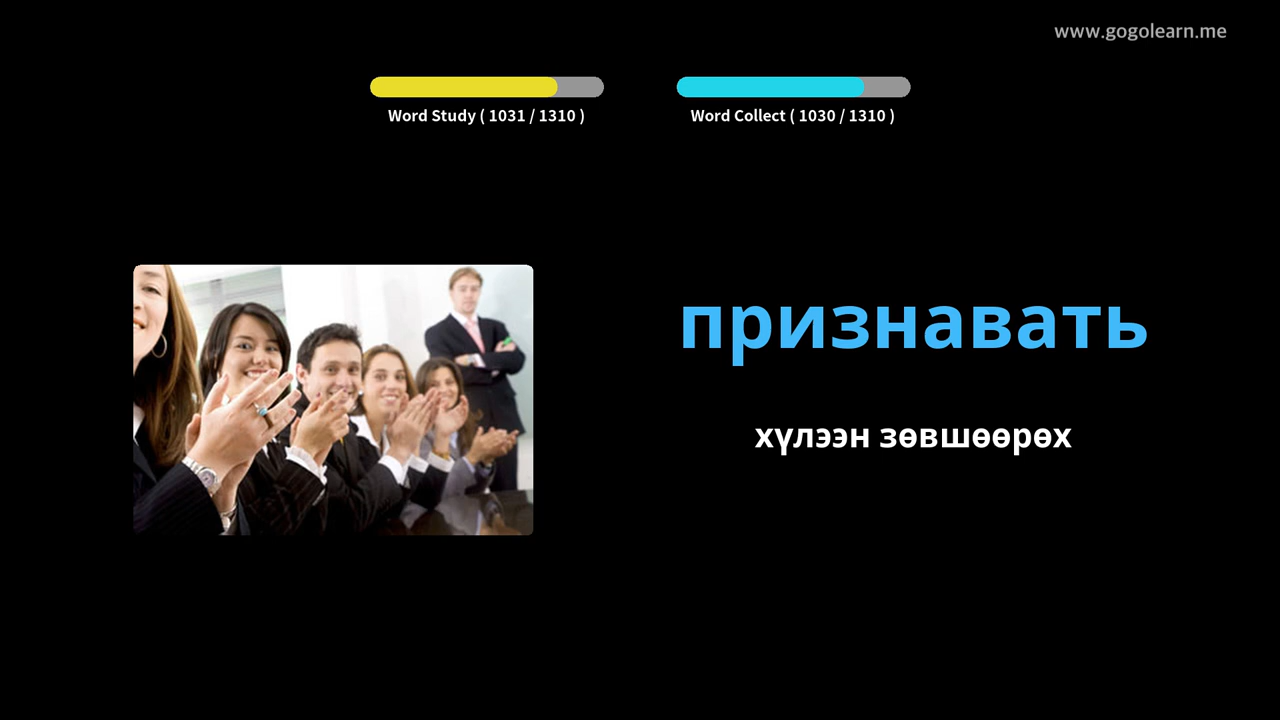 www.gogolearn.me
Word Study ( 1031 / 1310 )
Word Collect ( 1030 / 1310 )
признавать
хүлээн зөвшөөрөх